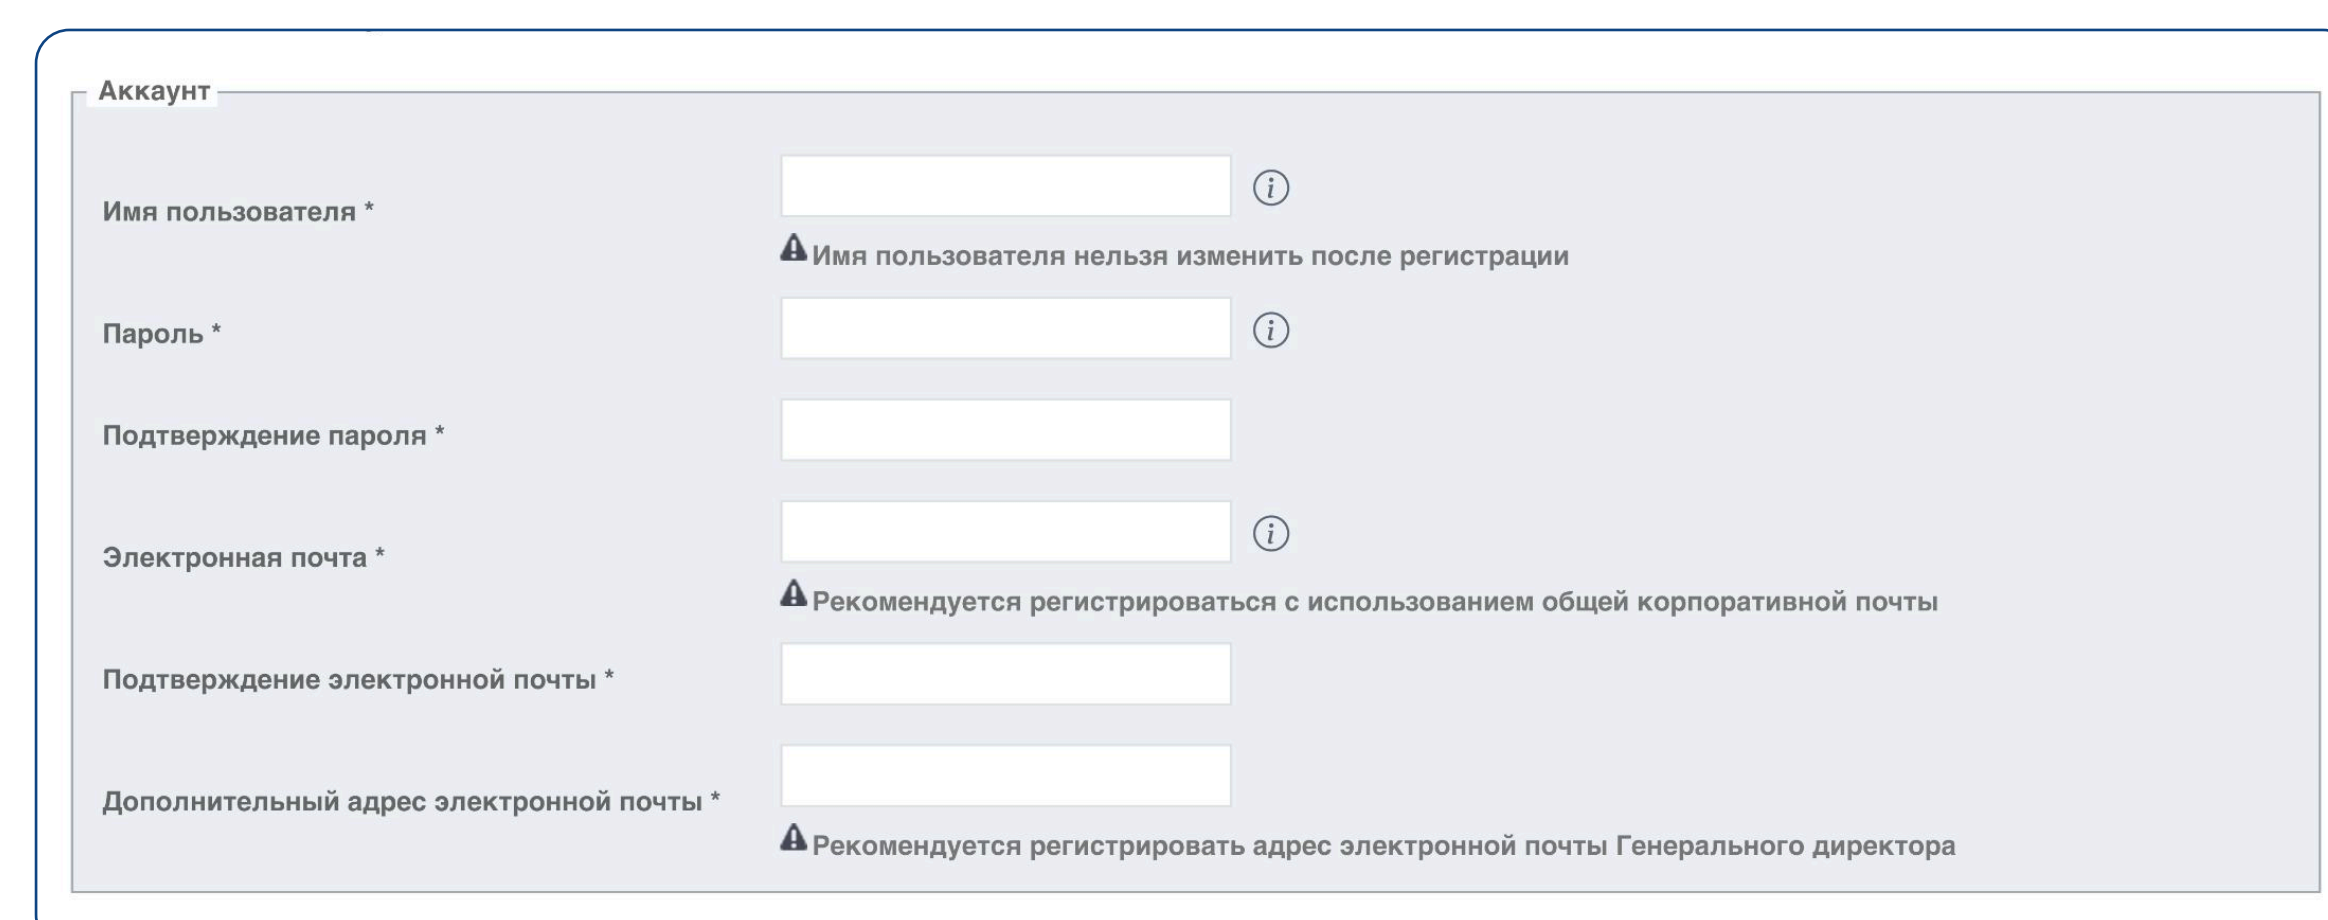 Аккаунт
Имя пользователя *
Имя пользователя нельзя изменить после регистрации
Пароль *
Подтверждение пароля *
Электронная почта *
Рекомендуется регистрироваться с использованием общей корпоративной почты
Подтверждение электронной почты *
Дополнительный адрес электронной почты *
Рекомендуется регистрировать адрес электронной почты Генерального директора